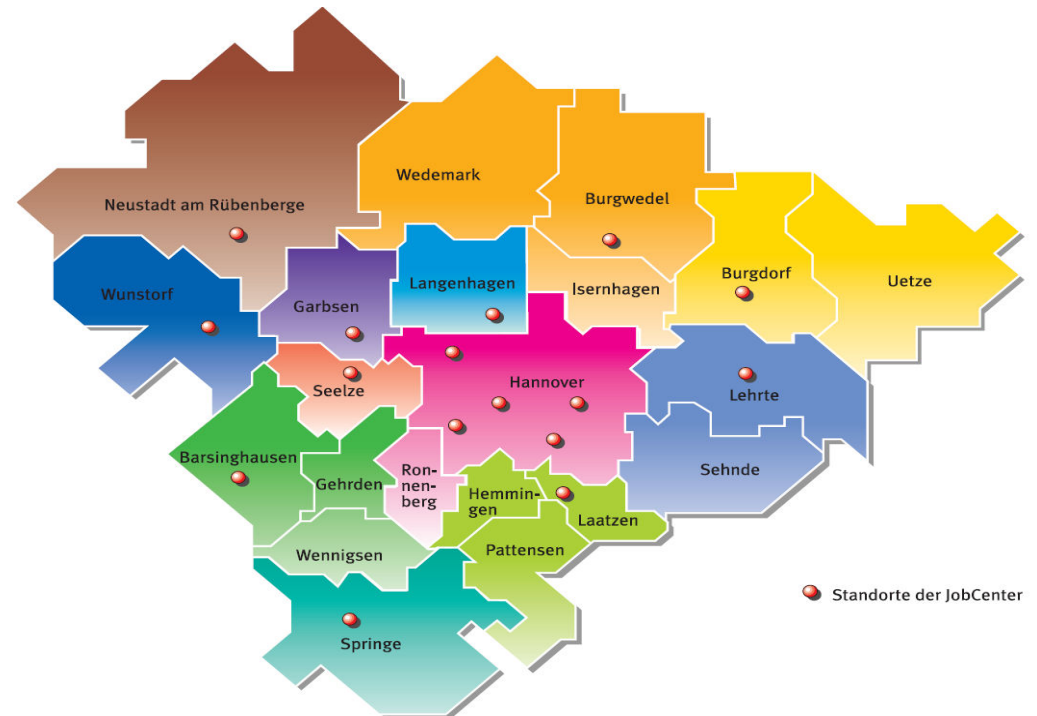 Wedemark
Burgwedel
Neustadt am Rübenberge
Burgdorf
Uetze
Langenhagen
Isernhagen
Wunstorf
Garbsen
Hannover
Seelze
Lehrte
Barsinghausen
Sehnde
Ron-
nen-
berg
Gehrden
Hemmin-
gen
Laatzen
Wennigsen
Pattensen
Standorte der JobCenter
Springe